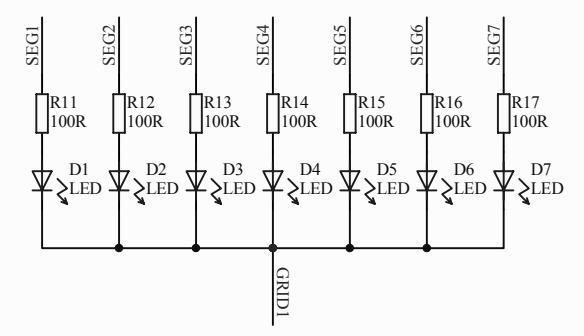 SEG1 SEG2 SEG3 SEG4 SEG5 SEG6 SEG7
R11 R12 R13 R14 R15 R16 R17
100R 100R 100R 100R 100R 100R 100R
D1 D2 D3 D4 D5 D6 D7
LED LED LED LED LED LED LED
GRID1